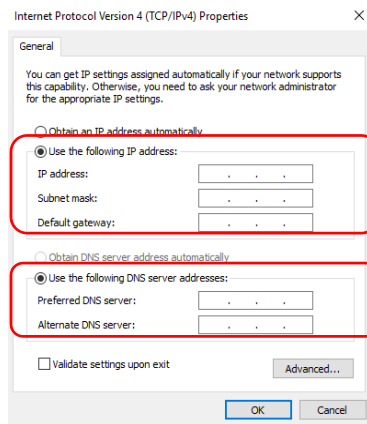 Internet Protocol Version 4 (TCP/IPv4) Properties
General
You can get IP settings assigned automatically if your network supports
this capability. Otherwise, you need to ask your network administrator
for the appropriate IP settings.
Obtain an IP address automatically
Use the following IP address:
IP address:
Subnet mask:
Default gateway:
Obtain DNS server address automatically
Use the following DNS server addresses:
Preferred DNS server:
Alternate DNS server:
Validate settings upon exit
Advanced...
OK Cancel